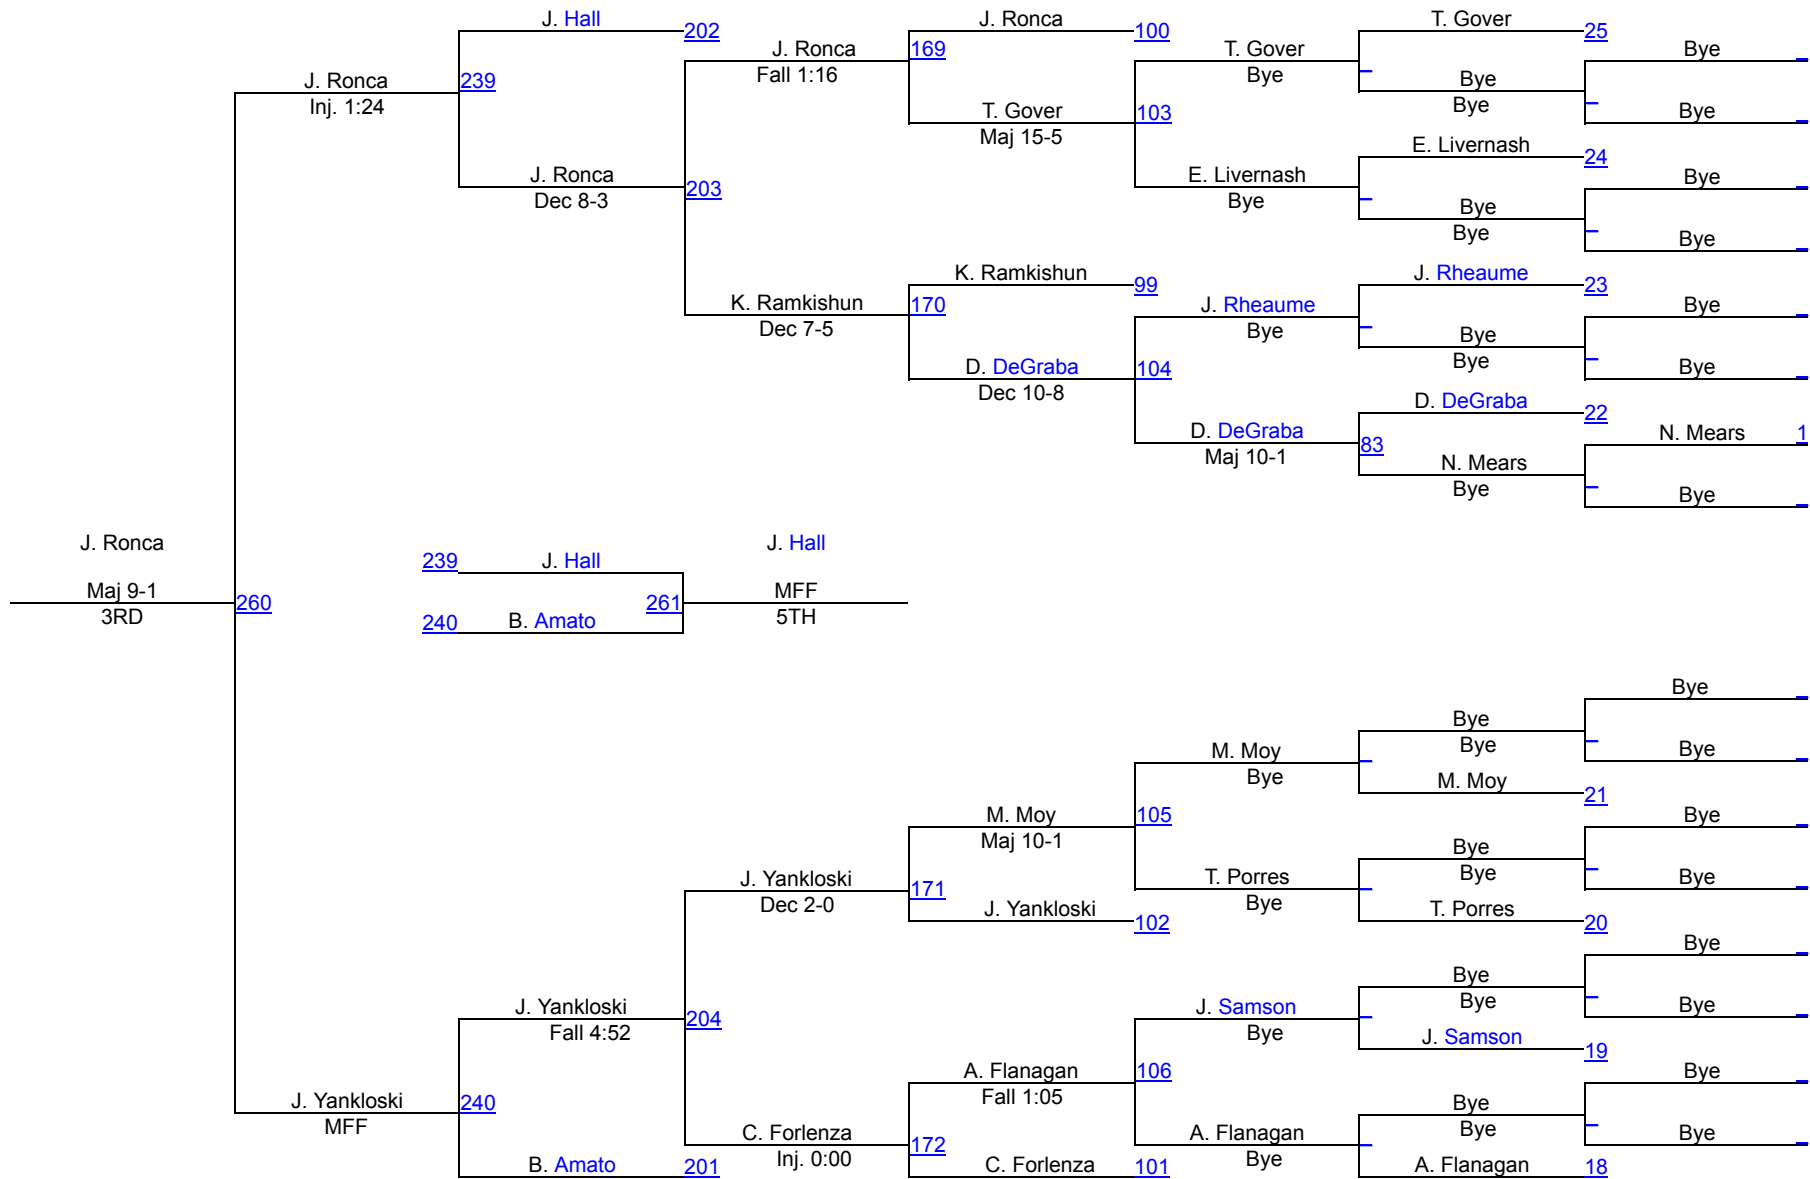 J. Hall
202
J. Ronca
100
T. Gover
25
J. Ronca
Fall 1:16
169
T. Gover
Bye
Bye
J. Ronca
Inj. 1:24
239
Bye
Bye
Bye
T. Gover
Maj 15-5
103
E. Livernash
24
J. Ronca
Dec 8-3
203
E. Livernash
Bye
Bye
Bye
Bye
Bye
K. Ramkishun
99
J. Rheaume
23
K. Ramkishun
Dec 7-5
170
J. Rheaume
Bye
Bye
Bye
Bye
Bye
D. DeGraba
Dec 10-8
104
D. DeGraba
22
D. DeGraba
Maj 10-1
83
N. Mears
1
N. Mears
Bye
Bye
J. Ronca
Maj 9-1
3RD
260
239
J. Hall
240
B. Amato
261
J. Hall
MFF
5TH
Bye
Bye
Bye
Bye
M. Moy
Bye
M. Moy
21
M. Moy
Maj 10-1
105
Bye
Bye
Bye
Bye
J. Yankloski
Dec 2-0
171
T. Porres
Bye
J. Yankloski
102
T. Porres
20
Bye
Bye
Bye
Bye
J. Yankloski
Fall 4:52
204
J. Samson
Bye
J. Samson
19
A. Flanagan
Fall 1:05
106
Bye
Bye
Bye
Bye
J. Yankloski
MFF
240
C. Forlenza
Inj. 0:00
172
A. Flanagan
Bye
B. Amato
201
C. Forlenza
101
A. Flanagan
18